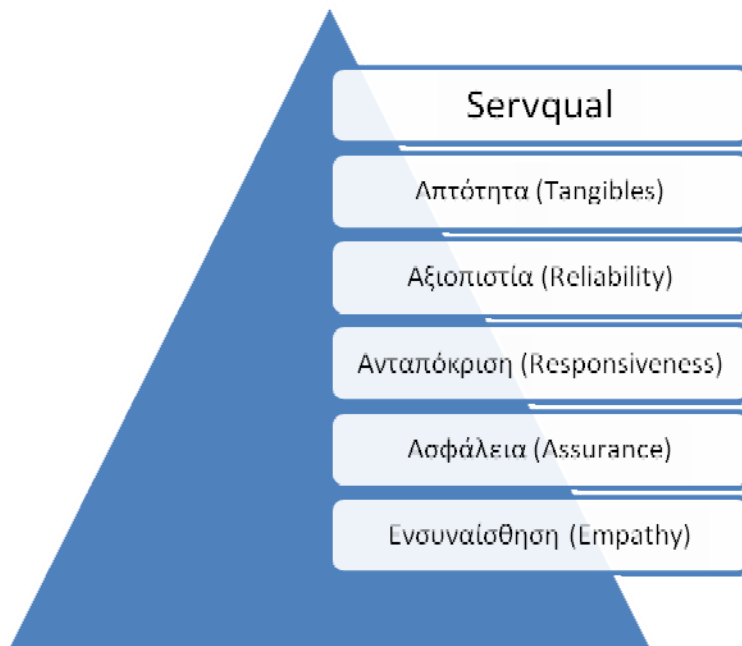 Servqual
Απτότητα (Tangibles)
Αξιοπιστία (Reliability)
Ανταπόκριση (Responsiveness)
Ασφάλεια (Assurance)
Ενσυναίσθηση (Empathy)